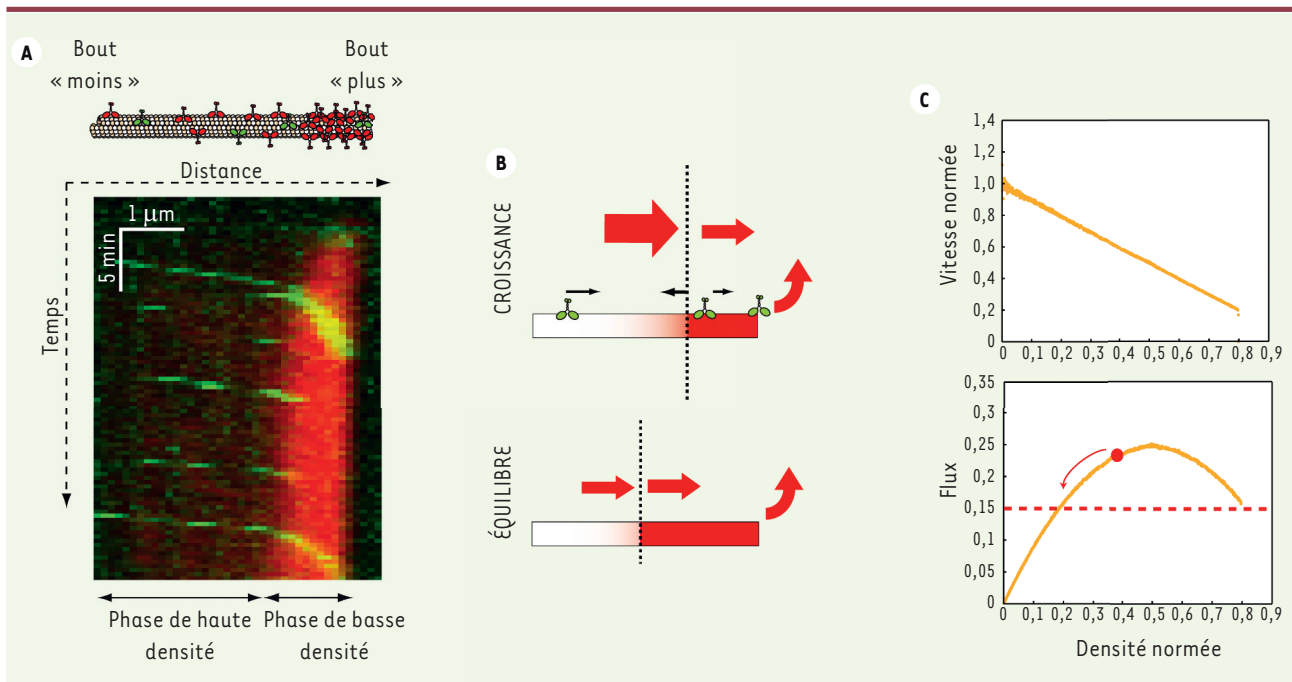 A
Bout
« moins »
Bout
« plus »
Distance
1 µm
5 min
Temps
Phase de haute
densité
Phase de basse
densité
B
CROISSANCE
ÉQUILIBRE
C
Vitesse normée
1,4
1,2
1,0
0,8
0,6
0,4
0,2
0
0 0,1 0,2 0,3 0,4 0,5 0,6 0,7 0,8 0,9
Flux
0,35
0,3
0,25
0,20
0,15
0,10
0,05
0
0 0,1 0,2 0,3 0,4 0,5 0,6 0,7 0,8 0,9
Densité normée